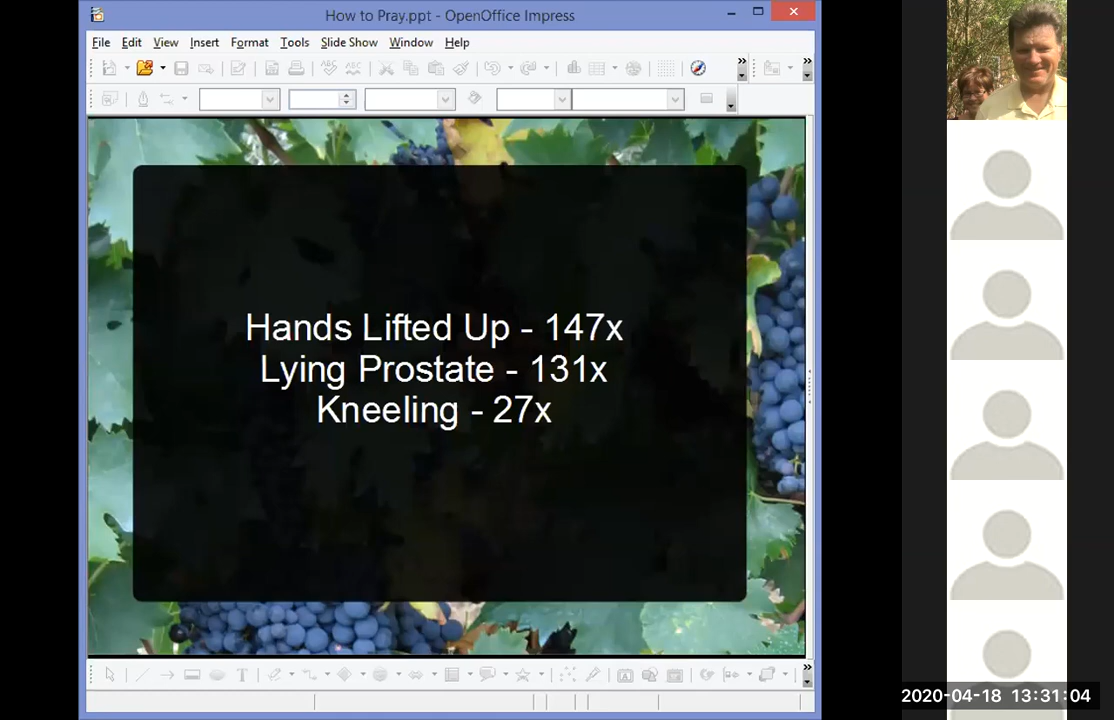 How to Pray.ppt - OpenOffice Impress
File Edit View Insert Format Tools Slide Show Window Help
Hands Lifted Up - 147x
Lying Prostate - 131x
Kneeling - 27x
2020-04-18 13:31:04